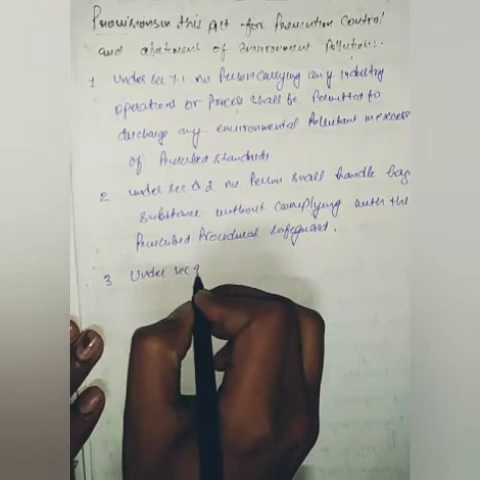 Provisions in this Act for Prevention Control
and abatement of Environment Pollution:-
1 Under sec 7.1 no Person carrying any industry
operations or Process shall be Permitted to
discharge any environmental Pollutant in excess
of Prescribed standards
2 under sec 8.2 no Person shall handle haz
substance without complying with the
Prescribed Procedural safeguard.
3 Under sec 9